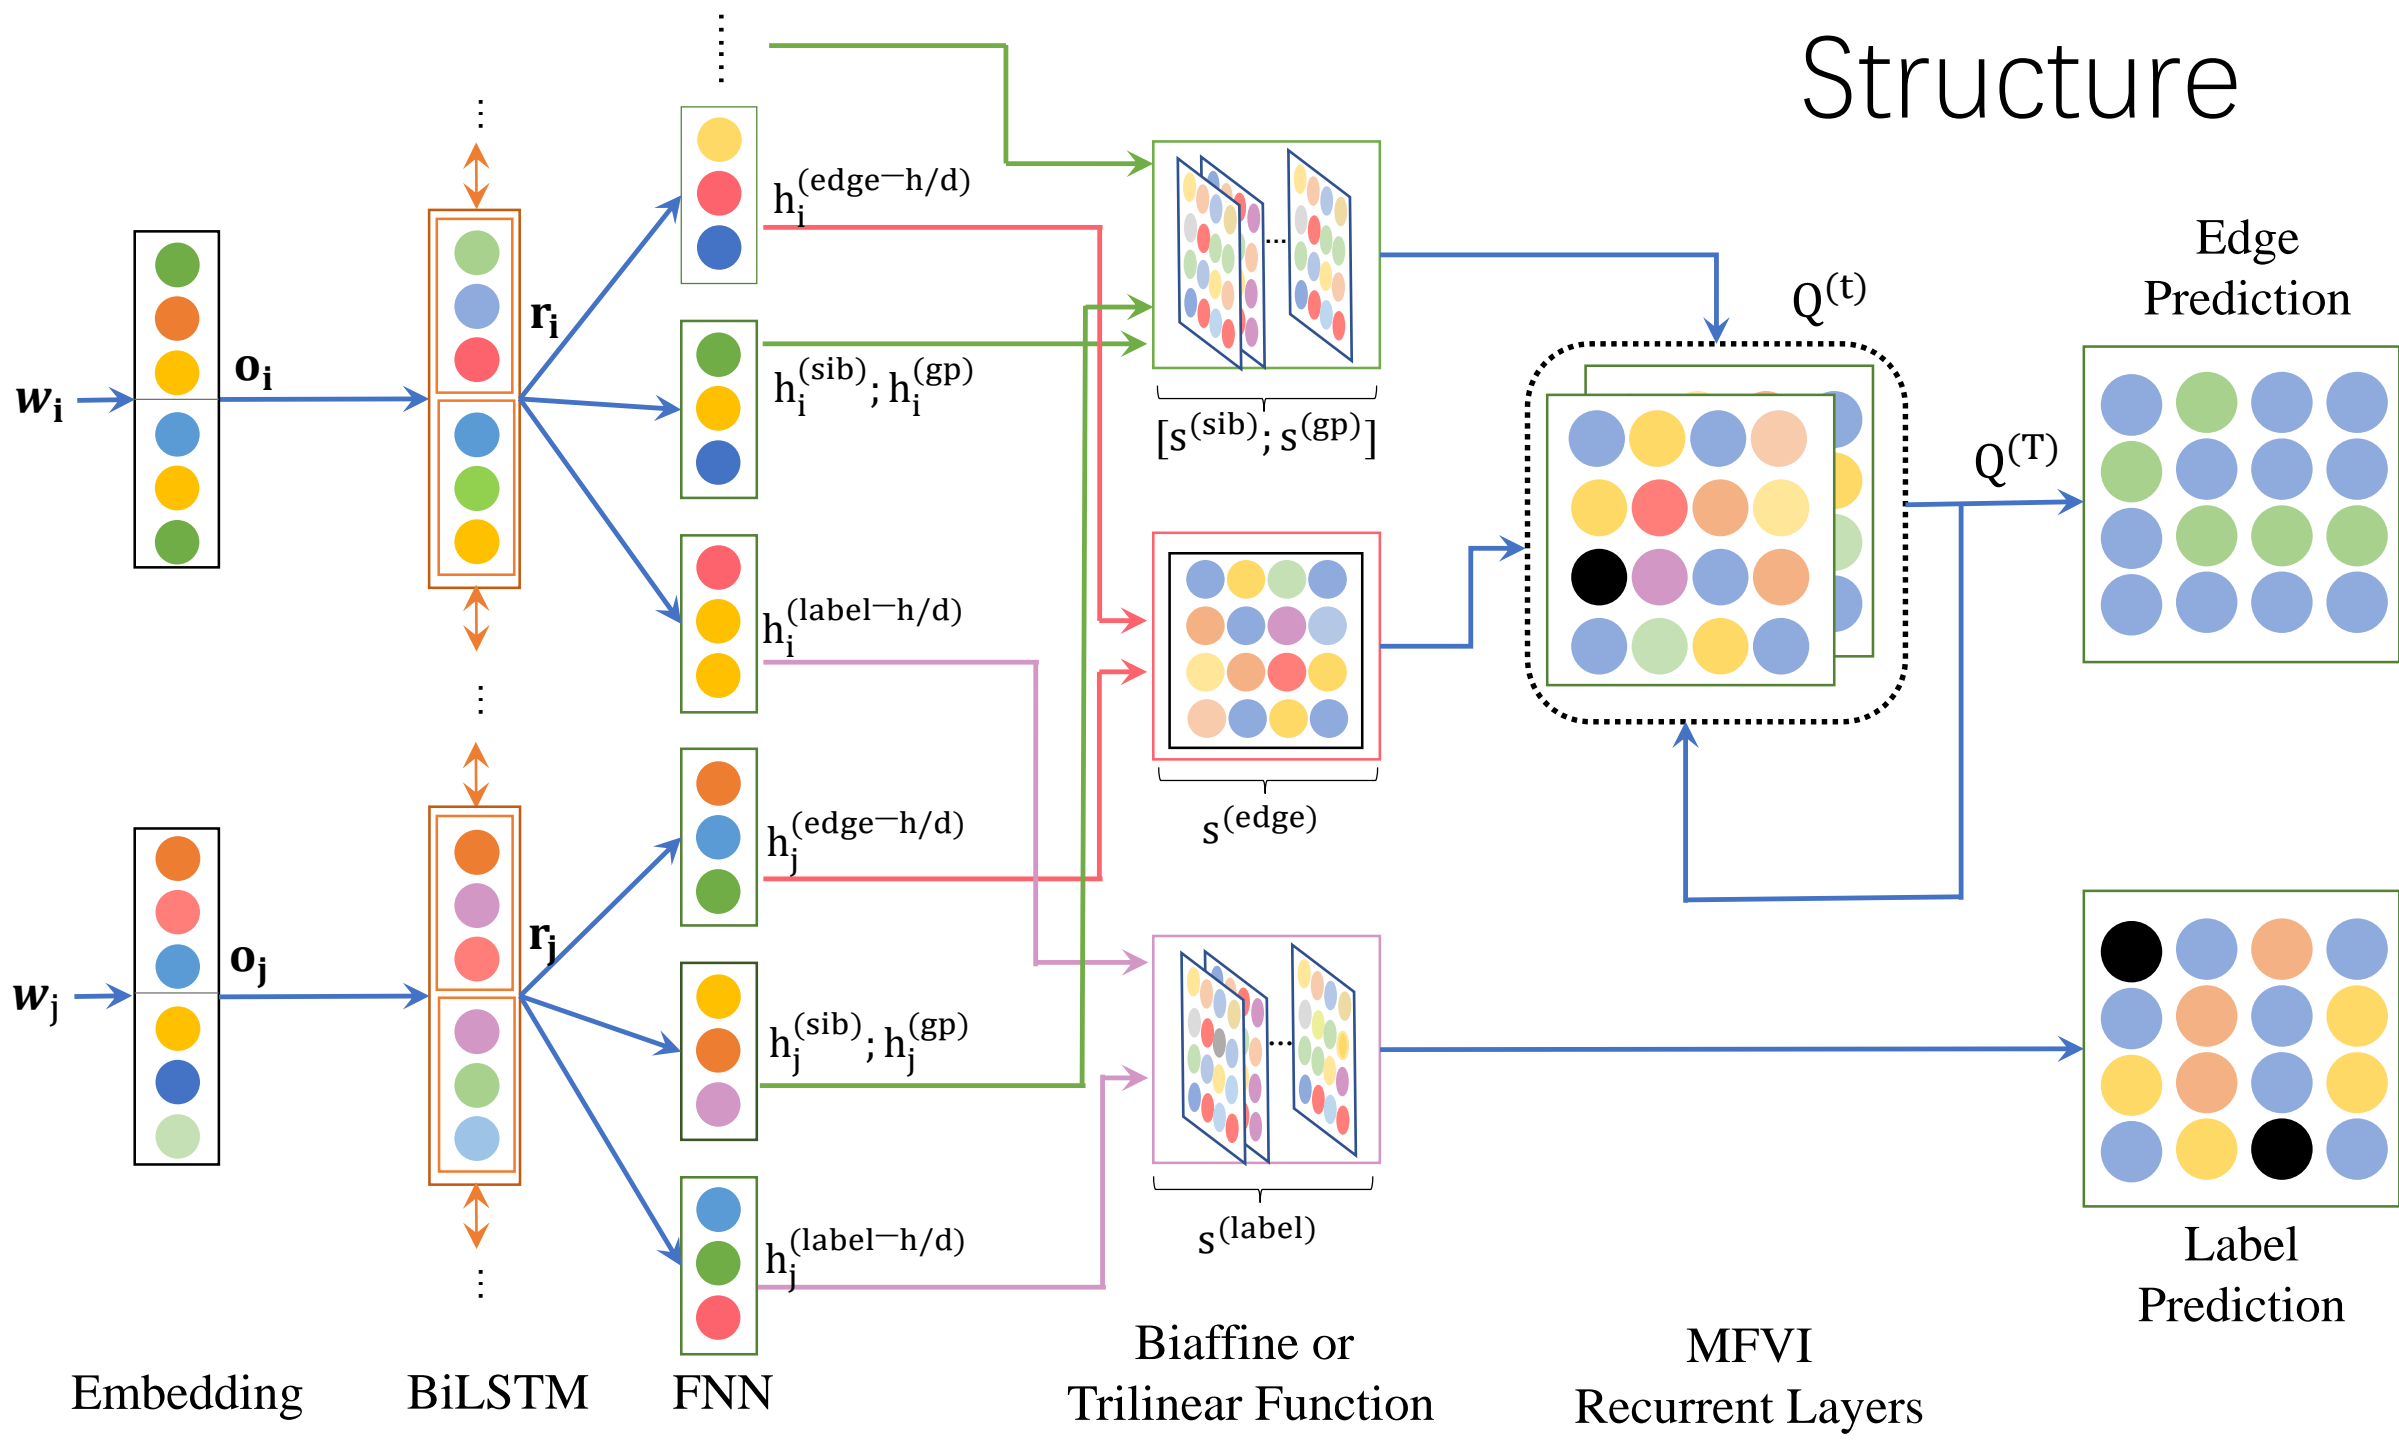 Structure
w_i
o_i
r_i
h_i^(edge−h/d)
h_i^(sib); h_i^(gp)
h_i^(label−h/d)
w_j
o_j
r_j
h_j^(edge−h/d)
h_j^(sib); h_j^(gp)
h_j^(label−h/d)
...
[s^(sib); s^(gp)]
s^(edge)
...
s^(label)
Q^(t)
Q^(T)
Edge
Prediction
Label
Prediction
Embedding
BiLSTM
FNN
Biaffine or
Trilinear Function
MFVI
Recurrent Layers